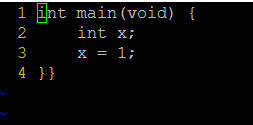 1 int main(void) {
2     int x;
3     x = 1;
4 }}